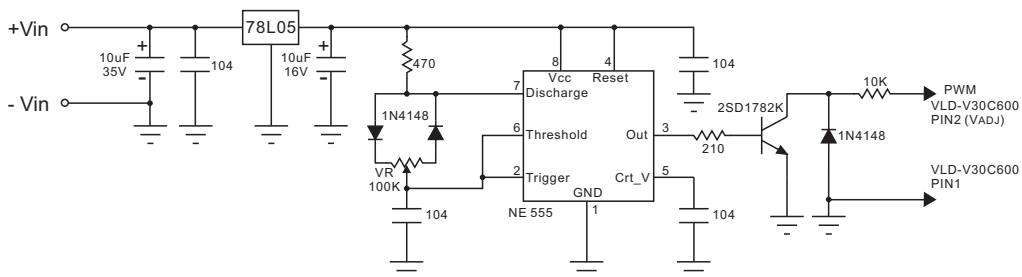 +Vin
78L05
10uF
35V
104
10uF
16V
470
- Vin
8
Vcc
4
Reset
104
7
Discharge
1N4148
6
Threshold
VR
100K
2
Trigger
104
Out
3
210
Crt_V
5
GND
1
NE 555
104
2SD1782K
10K
1N4148
PWM
VLD-V30C600
PIN2 (VADJ)
VLD-V30C600
PIN1
+
-
+
-